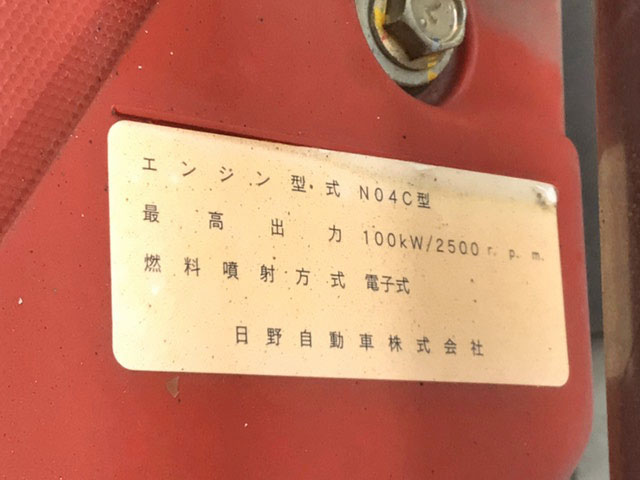 エンジン型式 N04C型
最高出力 100kW/2500 r.p.m.
燃料噴射方式 電子式
日野自動車株式会社